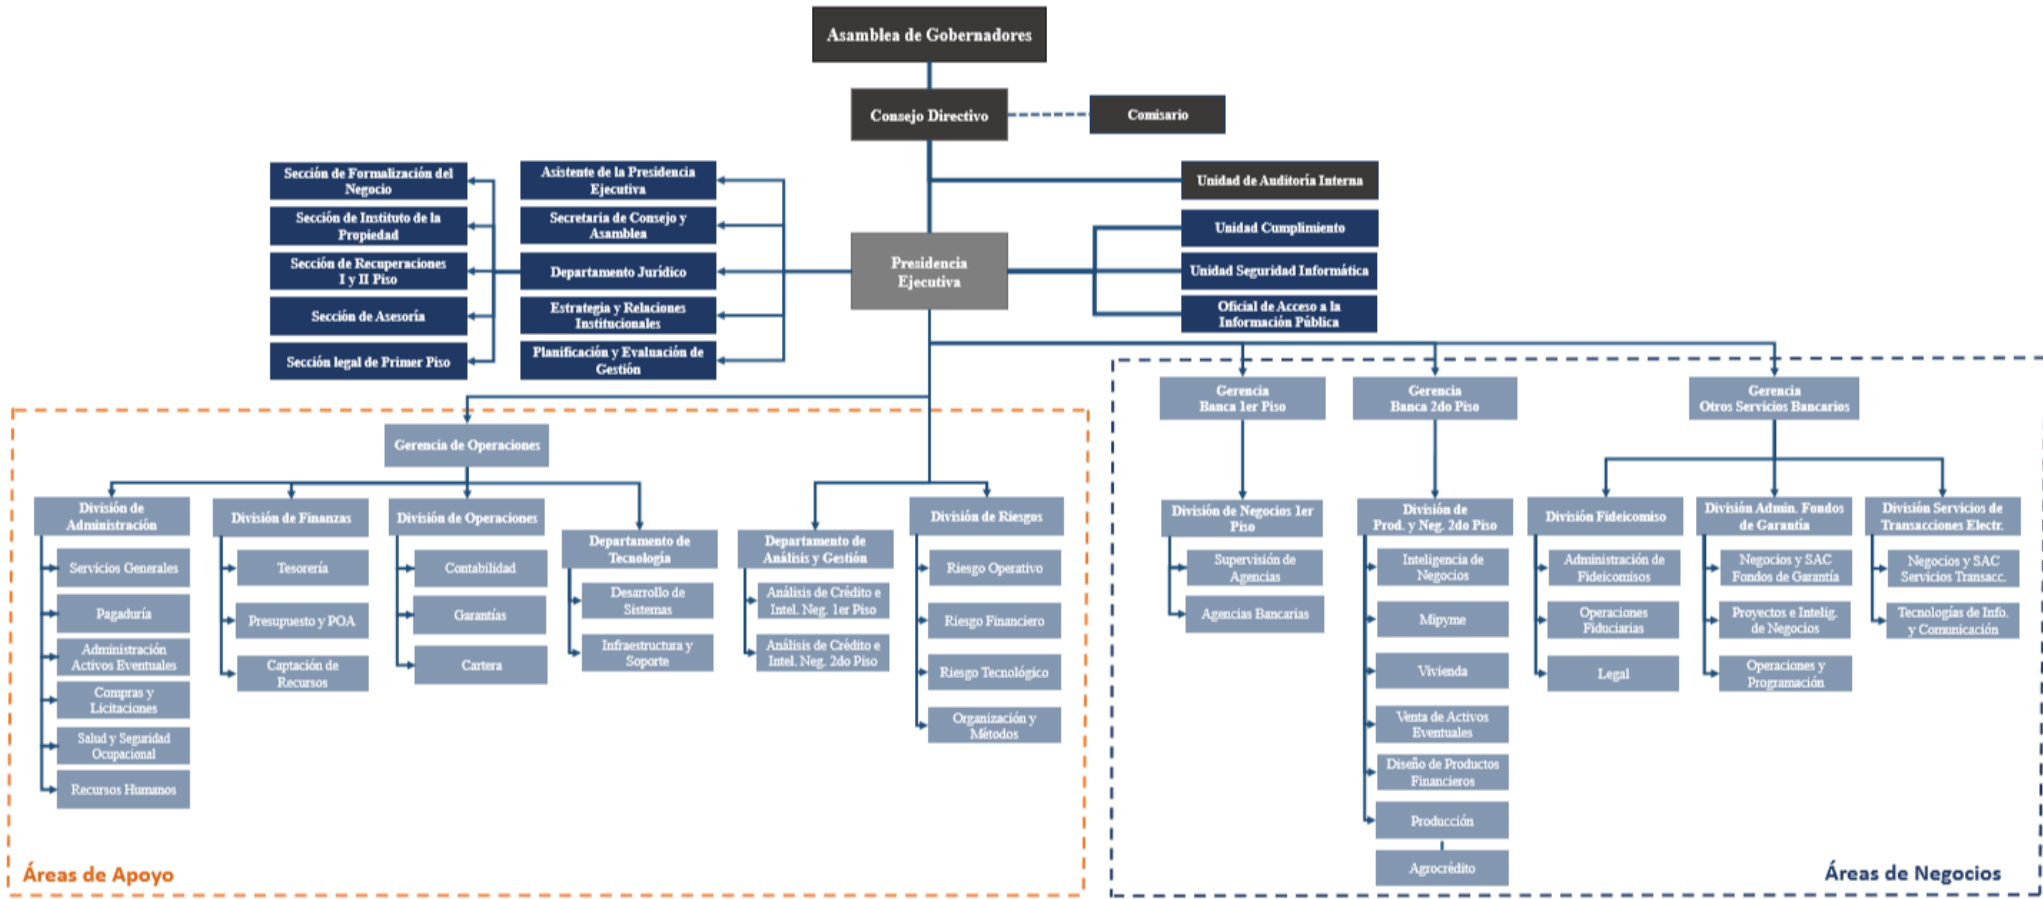 Asamblea de Gobernadores
Consejo Directivo
Comisario
Sección de Formalización del
Negocio
Asistente de la Presidencia
Ejecutiva
Unidad de Auditoría Interna
Sección de Instituto de la
Propiedad
Secretaria de Consejo y
Asamblea
Unidad Cumplimiento
Sección de Recuperaciones
I y II Piso
Departamento Jurídico
Presidencia
Ejecutiva
Unidad Seguridad Informática
Sección de Asesoría
Estrategia y Relaciones
Institucionales
Oficial de Acceso a la
Información Pública
Sección legal de Primer Piso
Planificación y Evaluación de
Gestión
Gerencia
Banca 1er Piso
Gerencia
Banca 2do Piso
Gerencia
Otros Servicios Bancarios
Gerencia de Operaciones
División de
Administración
Servicios Generales
Pagaduría
Administración
Activos Eventuales
Compras y
Licitaciones
Salud y Seguridad
Ocupacional
Recursos Humanos
División de Finanzas
Tesorería
Presupuesto y POA
Captación de
Recursos
División de Operaciones
Contabilidad
Garantías
Cartera
Departamento de
Tecnología
Desarrollo de
Sistemas
Infraestructura y
Soporte
Departamento de
Análisis y Gestión
Análisis de Crédito e
Intel. Neg. 1er Piso
Análisis de Crédito e
Intel. Neg. 2do Piso
División de Riesgos
Riesgo Operativo
Riesgo Financiero
Riesgo Tecnológico
Organización y
Métodos
División de Negocios 1er
Piso
Supervisión de
Agencias
Agencias Bancarias
División de
Prod. y Neg. 2do Piso
Inteligencia de
Negocios
Mipyme
Vivienda
Venta de Activos
Eventuales
Diseño de Productos
Financieros
Producción
Agrocrédito
División Fideicomiso
Administración de
Fideicomisos
Operaciones
Fiduciarias
Legal
División Admin. Fondos
de Garantía
Negocios y SAC
Fondos de Garantía
Proyectos e Intelig.
de Negocios
Operaciones y
Programación
División Servicios de
Transacciones Electr.
Negocios y SAC
Servicios Transacc.
Tecnologías de Info.
y Comunicación
Áreas de Apoyo
Áreas de Negocios